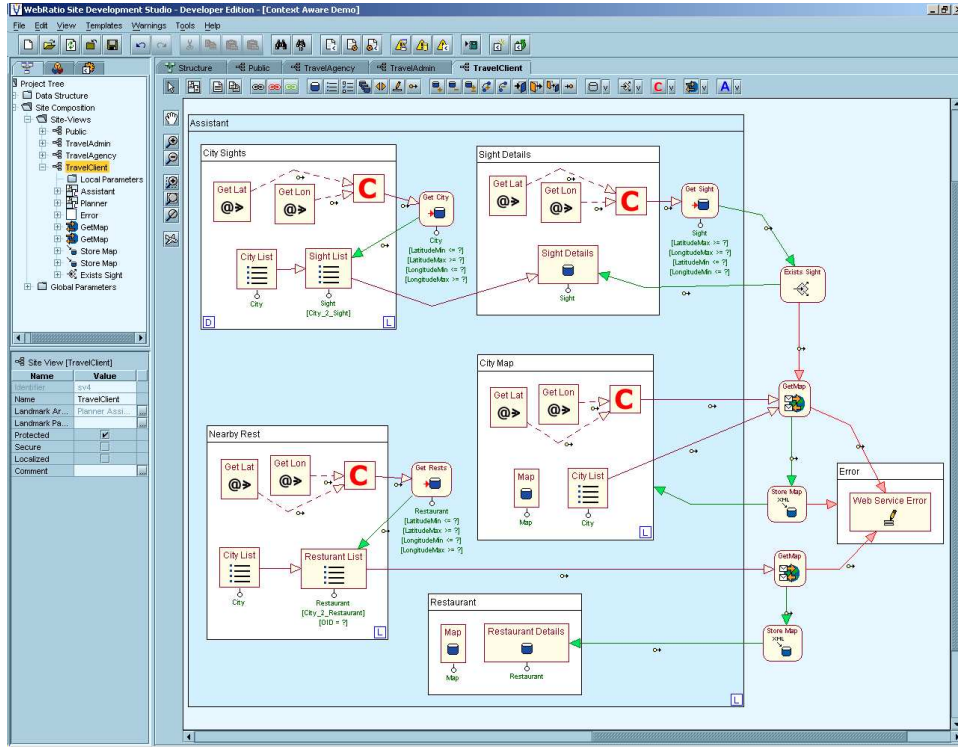 WebRatio Site Development Studio - Developer Edition - [Context Aware Demo]
File Edit View Templates Warnings Tools Help
Structure Public TravelAgency TravelAdmin TravelClient
Project Tree
Data Structure
Site Composition
Site-Views
Public
TravelAdmin
TravelAgency
TravelClient
Local Parameters
Assistant
Planner
Error
GetMap
GetMap
Store Map
Store Map
Exists Sight
Global Parameters
Site View [TravelClient]
Name Value
Identifier sv4
Name TravelClient
Landmark Ar... Planner Assi...
Landmark Pa...
Protected
Secure
Localized
Comment
Assistant
City Sights
Get Lat
@>
Get Lon
@>
C
Get City
City
[LatitudeMin <= ?]
[LatitudeMax >= ?]
[LongitudeMin <= ?]
[LongitudeMax >= ?]
City List
City
Sight List
Sight
[City_2_Sight]
D
L
Sight Details
Get Lat
@>
Get Lon
@>
C
Get Sight
Sight
[LatitudeMax >= ?]
[LongitudeMax >= ?]
[LatitudeMin <= ?]
[LongitudeMin <= ?]
Sight Details
Sight
Exists Sight
City Map
Get Lat
@>
Get Lon
@>
C
GetMap
Map
Map
City List
City
L
Store Map
XML
Error
Web Service Error
Nearby Rest
Get Lat
@>
Get Lon
@>
C
Get Rests
Restaurant
[LatitudeMin <= ?]
[LatitudeMax >= ?]
[LongitudeMin <= ?]
[LongitudeMax >= ?]
City List
City
Resturant List
Restaurant
[City_2_Restaurant]
[OID = ?]
L
GetMap
Restaurant
Map
Map
Restaurant Details
Restaurant
Store Map
XML
L